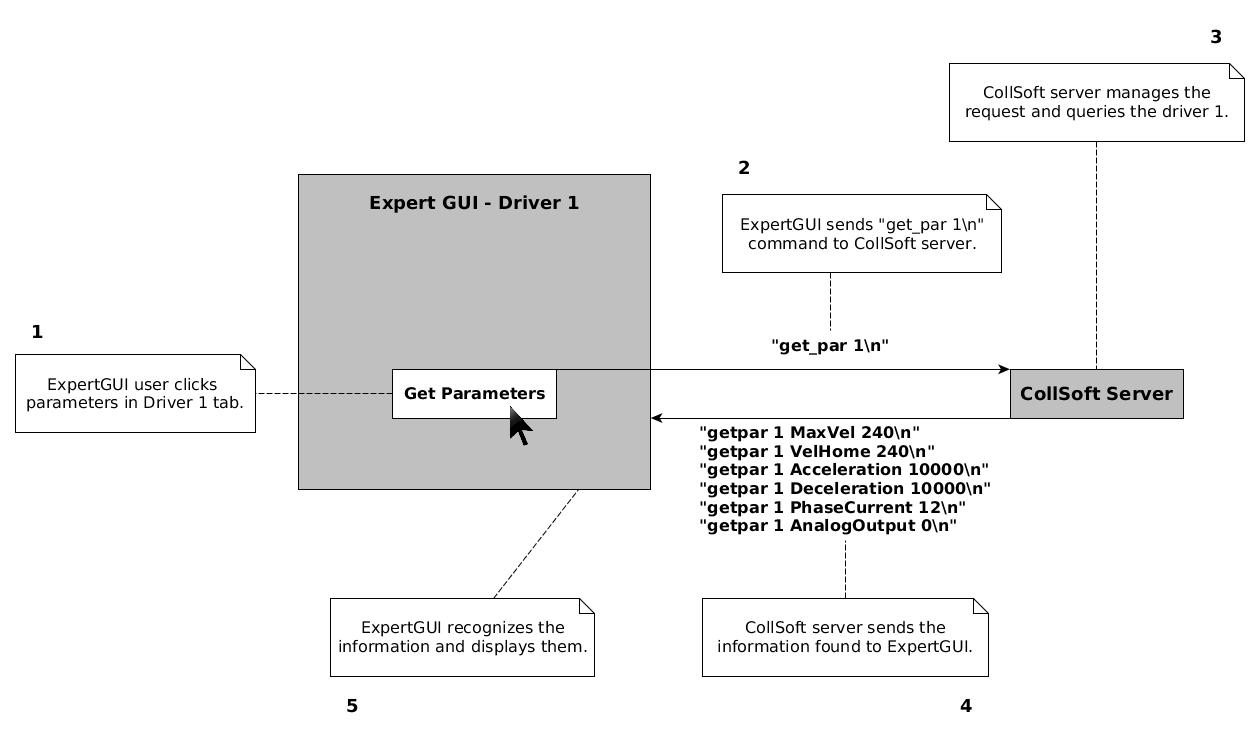 3
CollSoft server manages the
request and queries the driver 1.
2
ExpertGUI sends "get_par 1\n"
command to CollSoft server.
Expert GUI - Driver 1
1
ExpertGUI user clicks
parameters in Driver 1 tab.
Get Parameters
"get_par 1\n"
CollSoft Server
"getpar 1 MaxVel 240\n"
"getpar 1 VelHome 240\n"
"getpar 1 Acceleration 10000\n"
"getpar 1 Deceleration 10000\n"
"getpar 1 PhaseCurrent 12\n"
"getpar 1 AnalogOutput 0\n"
ExpertGUI recognizes the
information and displays them.
5
CollSoft server sends the
information found to ExpertGUI.
4